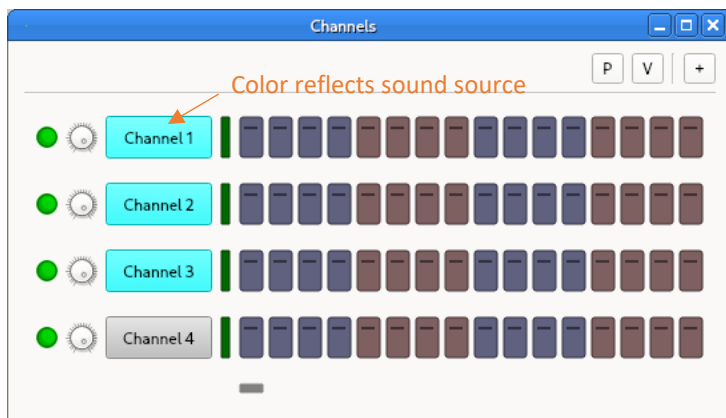 Channels
P V +
Color reflects sound source
Channel 1
Channel 2
Channel 3
Channel 4